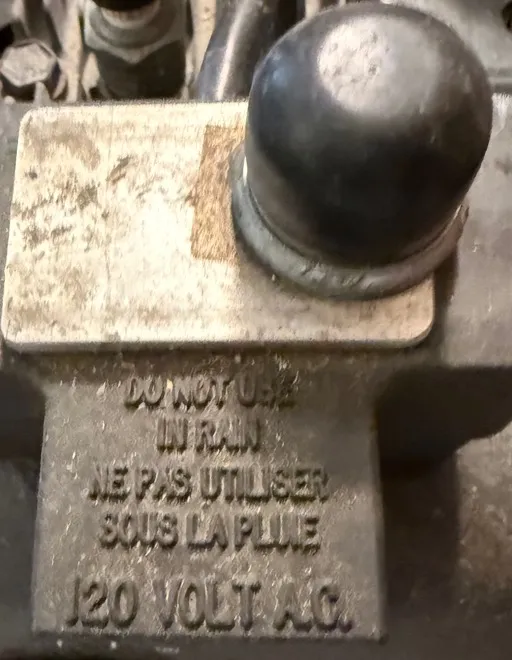 DO NOT USE
IN RAIN
NE PAS UTILISER
SOUS LA PLUIE
120 VOLT A.C.